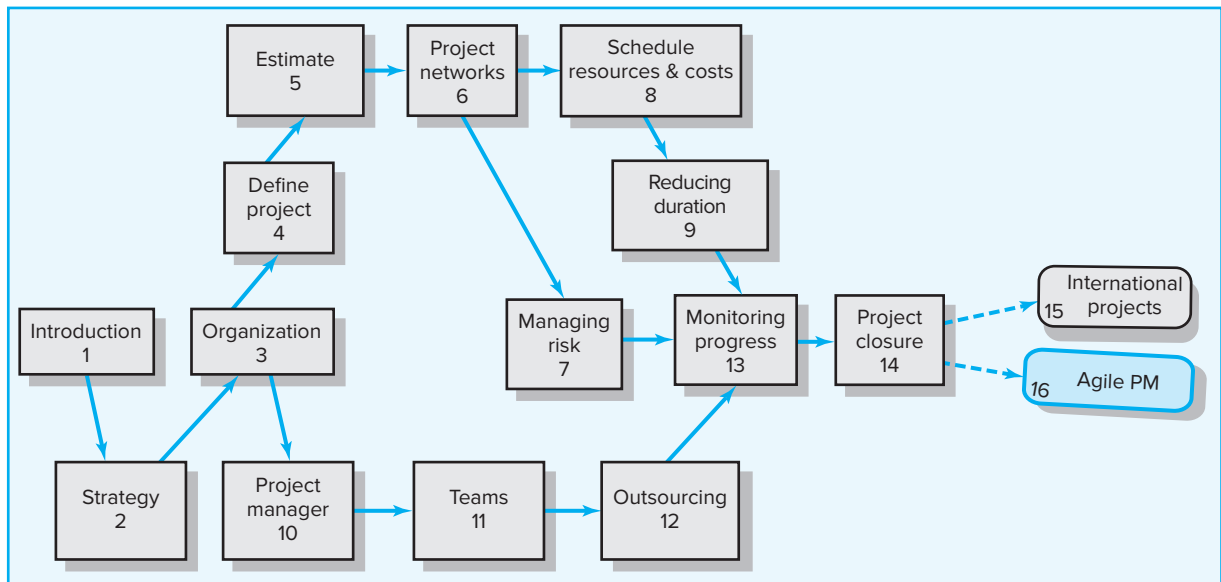 Estimate
5
Project
networks
6
Schedule
resources & costs
8
Define
project
4
Reducing
duration
9
Introduction
1
Organization
3
Managing
risk
7
Monitoring
progress
13
Project
closure
14
International
projects
15
Agile PM
16
Strategy
2
Project
manager
10
Teams
11
Outsourcing
12